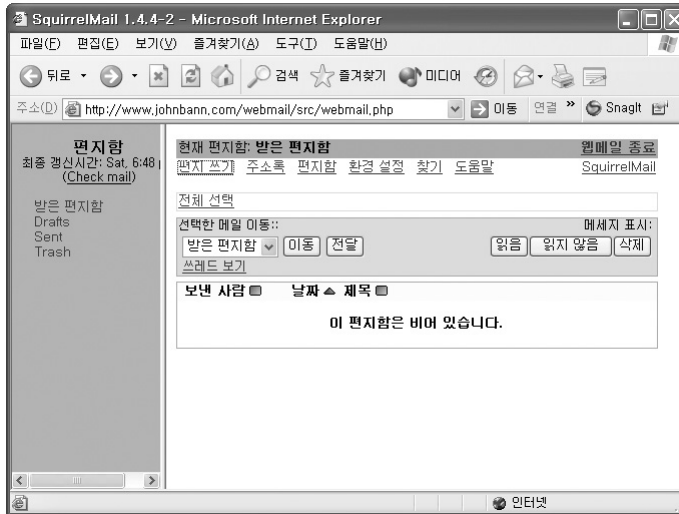 SquirrelMail 1.4.4-2 - Microsoft Internet Explorer
파일(F) 편집(E) 보기(V) 즐겨찾기(A) 도구(T) 도움말(H)
뒤로 검색 즐겨찾기 미디어
주소(D) http://www.johnbann.com/webmail/src/webmail.php 이동 연결 » SnagIt
편지함
최종 갱신시간: Sat, 6:48
(Check mail)
받은 편지함
Drafts
Sent
Trash
현재 편지함: 받은 편지함 웹메일 종료
편지 쓰기 주소록 편지함 환경 설정 찾기 도움말 SquirrelMail
전체 선택
선택한 메일 이동:: 메세지 표시:
받은 편지함 이동 전달 읽음 읽지 않음 삭제
쓰레드 보기
보낸 사람 날짜 제목
이 편지함은 비어 있습니다.
인터넷